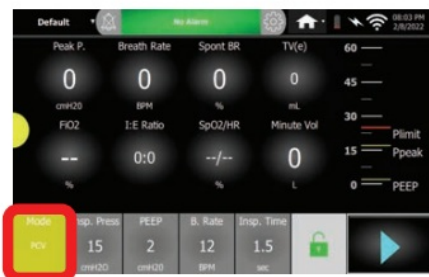 Default
No Alarm
08:03 PM
2/8/2022
Peak P. Breath Rate Spont BR TV(e)
0 0 0 0
cmH20 BPM % mL
FiO2 I:E Ratio SpO2/HR Minute Vol
-- 0:0 --/-- 0
% % L
60
45
30
15
0
Plimit
Ppeak
PEEP
Mode Insp. Press PEEP B. Rate Insp. Time
PCV 15 2 12 1.5
cmH2O cmH20 BPM sec